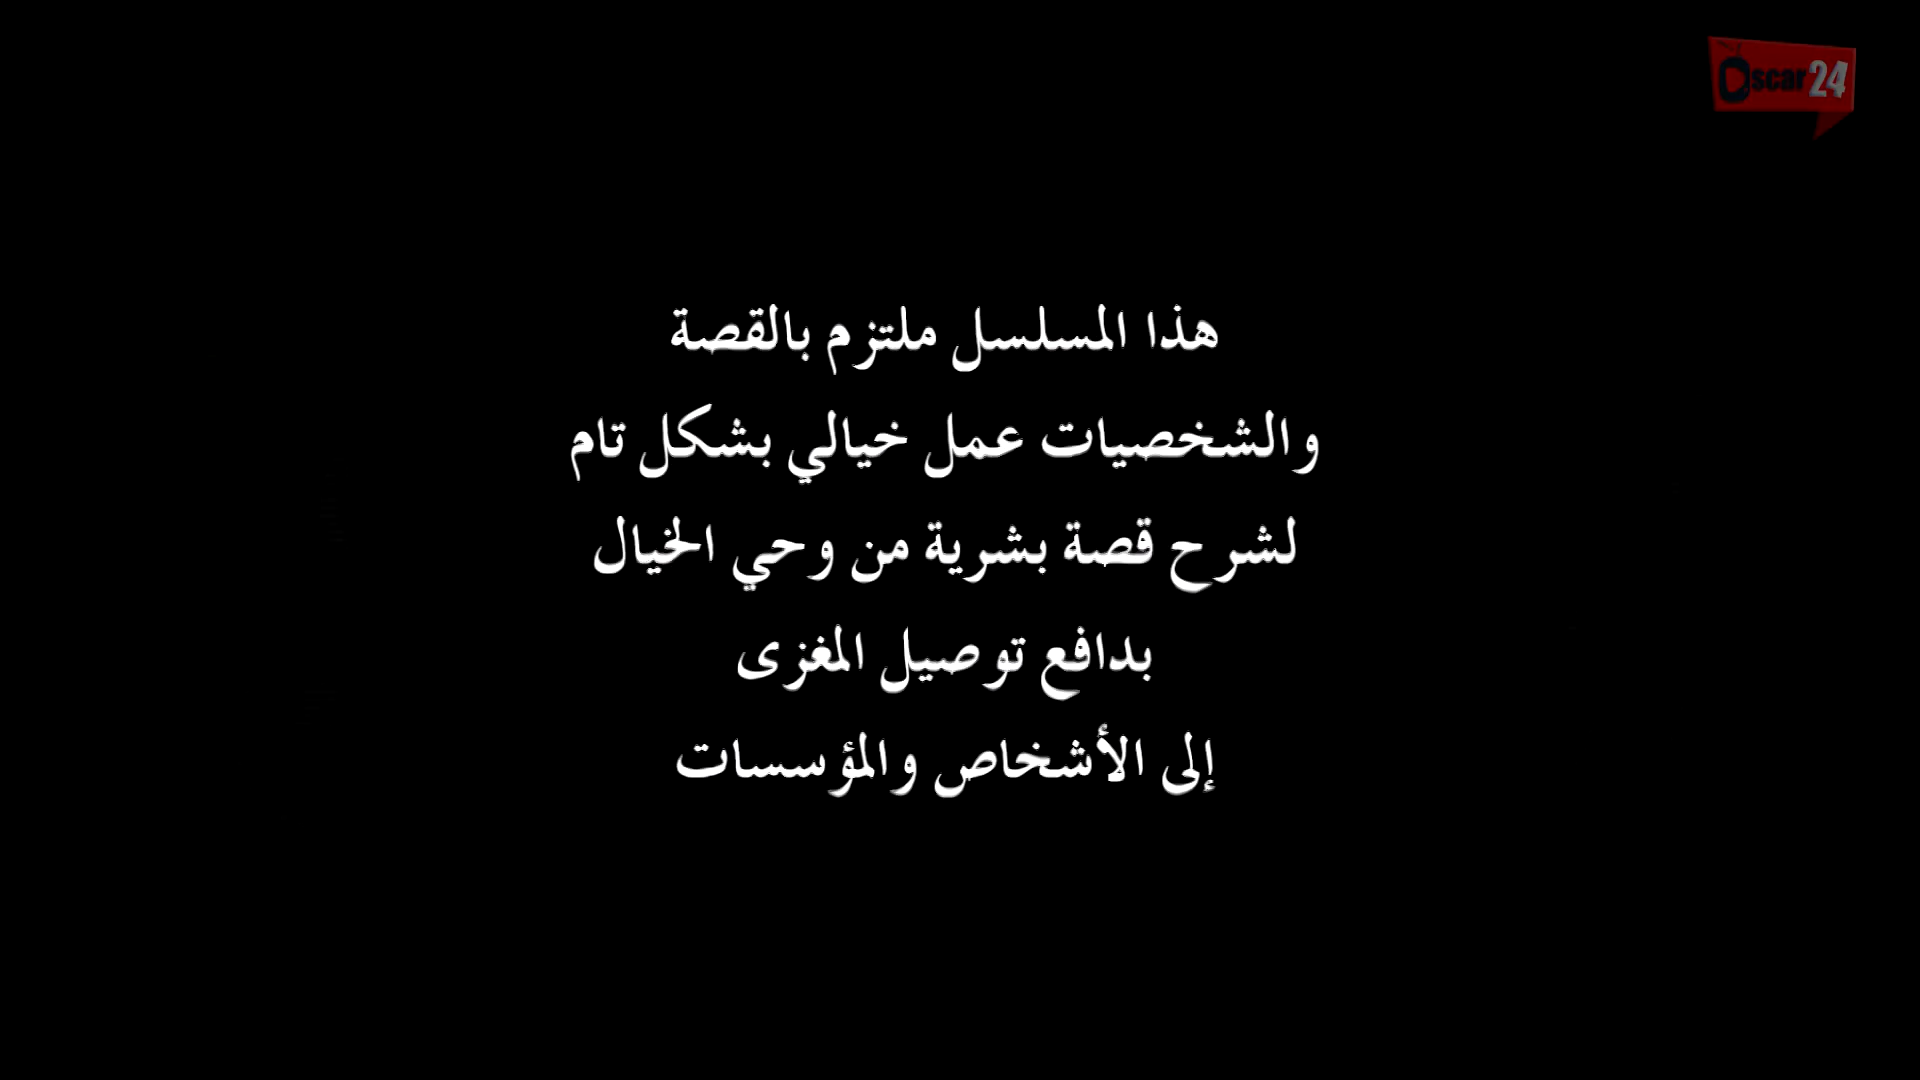 Oscar24
هذا المسلسل ملتزم بالقصة
والشخصيات عمل خيالي بشكل تام
لشرح قصة بشرية من وحي الخيال
بدافع توصيل المغزى
إلى الأشخاص والمؤسسات